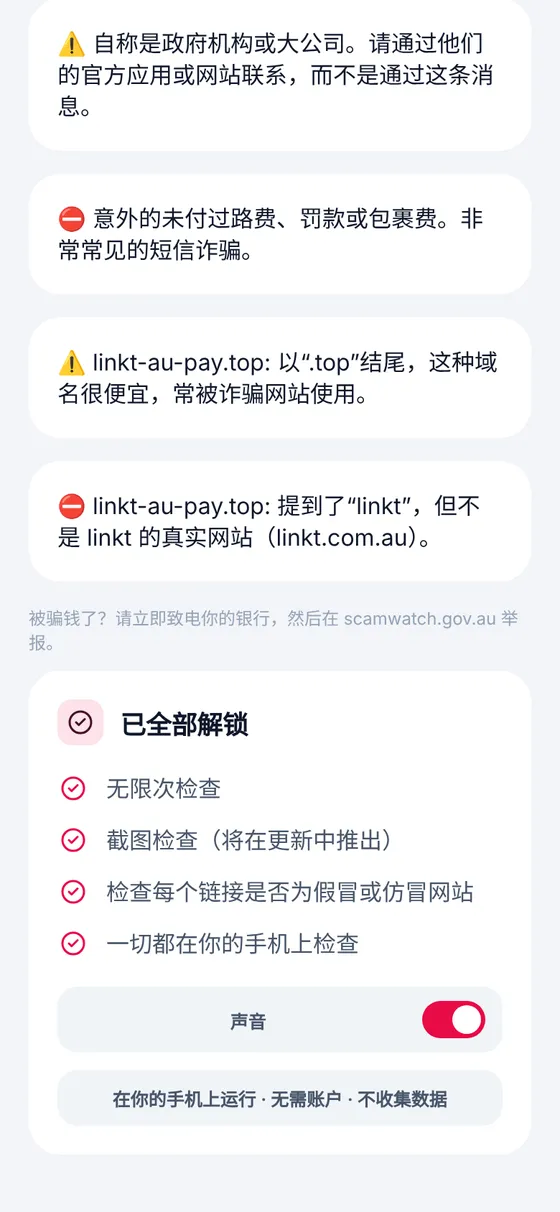 ⚠️ 自称是政府机构或大公司。请通过他们
的官方应用或网站联系，而不是通过这条消
息。
⛔ 意外的未付过路费、罚款或包裹费。非
常常见的短信诈骗。
⚠️ linkt-au-pay.top: 以“.top”结尾，这种域
名很便宜，常被诈骗网站使用。
⛔ linkt-au-pay.top: 提到了“linkt”，但不
是 linkt 的真实网站（linkt.com.au）。
被骗钱了？请立即致电你的银行，然后在 scamwatch.gov.au 举
报。
已全部解锁
无限次检查
截图检查（将在更新中推出）
检查每个链接是否为假冒或仿冒网站
一切都在你的手机上检查
声音
在你的手机上运行 · 无需账户 · 不收集数据